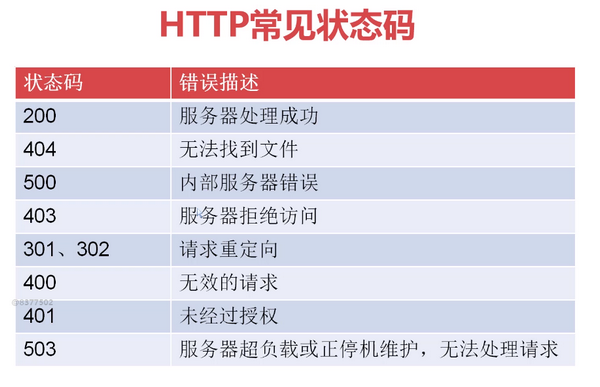 HTTP常见状态码
状态码 错误描述
200 服务器处理成功
404 无法找到文件
500 内部服务器错误
403 服务器拒绝访问
301、302 请求重定向
400 无效的请求
@8377502
401 未经过授权
503 服务器超负载或正停机维护，无法处理请求